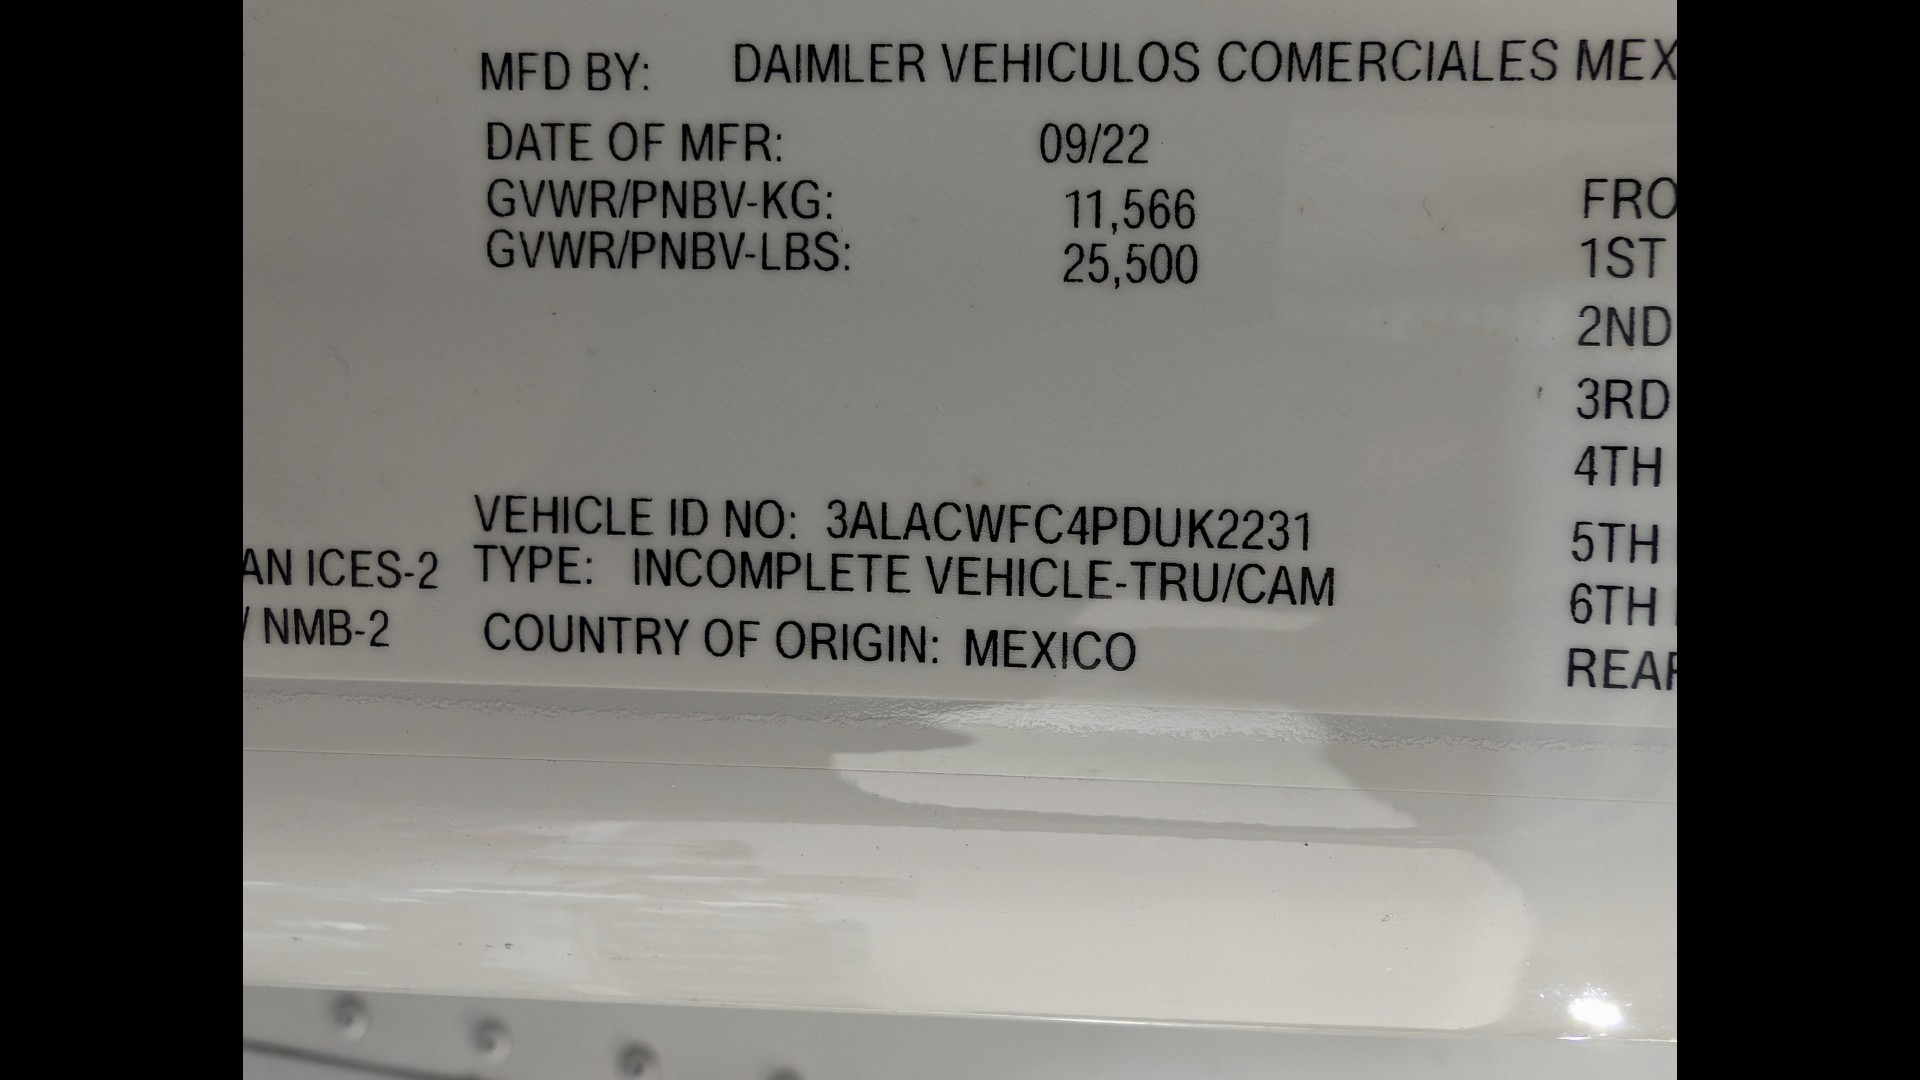 MFD BY: DAIMLER VEHICULOS COMERCIALES MEX
DATE OF MFR: 09/22
GVWR/PNBV-KG: 11,566
GVWR/PNBV-LBS: 25,500
FRO
1ST
2ND
3RD
4TH
5TH
6TH
REAR
VEHICLE ID NO: 3ALACWFC4PDUK2231
AN ICES-2 TYPE: INCOMPLETE VEHICLE-TRU/CAM
/ NMB-2 COUNTRY OF ORIGIN: MEXICO